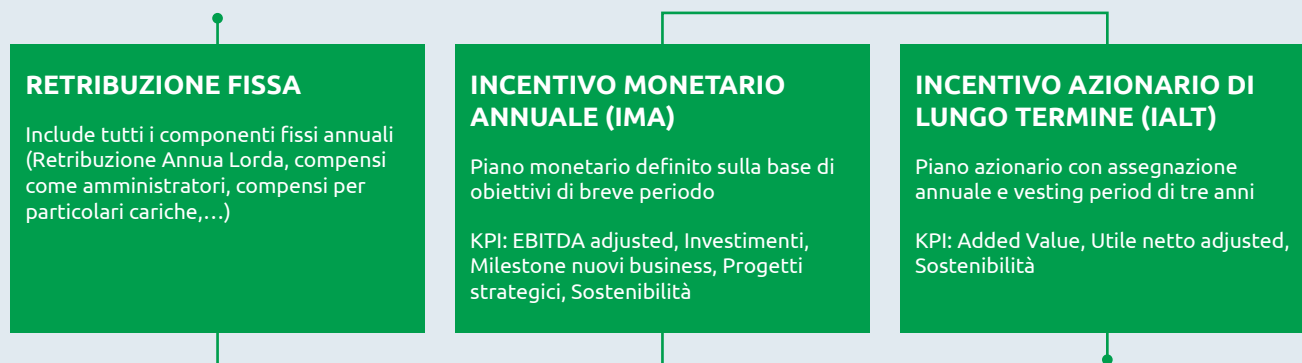 RETRIBUZIONE FISSA
Include tutti i componenti fissi annuali
(Retribuzione Annua Lorda, compensi
come amministratori, compensi per
particolari cariche,...)
INCENTIVO MONETARIO
ANNUALE (IMA)
Piano monetario definito sulla base di
obiettivi di breve periodo
KPI: EBITDA adjusted, Investimenti,
Milestone nuovi business, Progetti
strategici, Sostenibilità
INCENTIVO AZIONARIO DI
LUNGO TERMINE (IALT)
Piano azionario con assegnazione
annuale e vesting period di tre anni
KPI: Added Value, Utile netto adjusted,
Sostenibilità